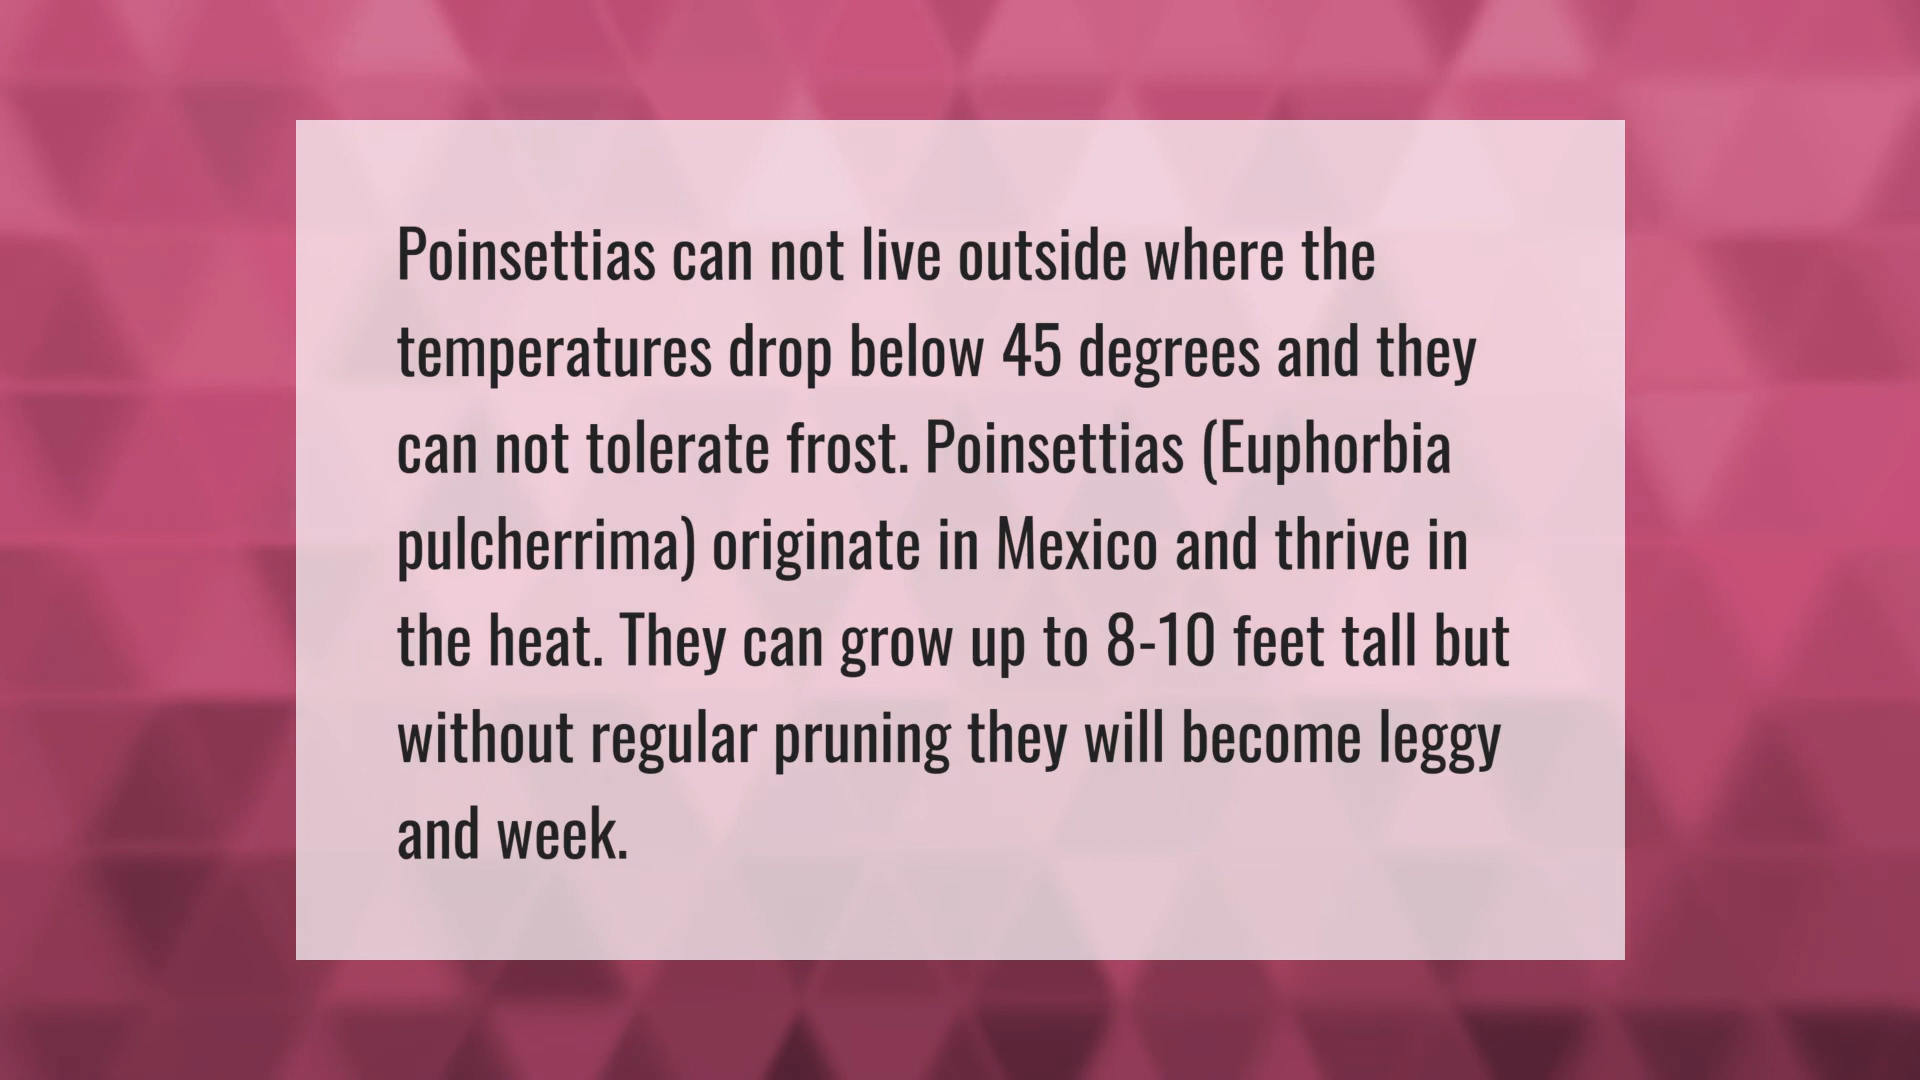 Poinsettias can not live outside where the
temperatures drop below 45 degrees and they
can not tolerate frost. Poinsettias (Euphorbia
pulcherrima) originate in Mexico and thrive in
the heat. They can grow up to 8-10 feet tall but
without regular pruning they will become leggy
and week.